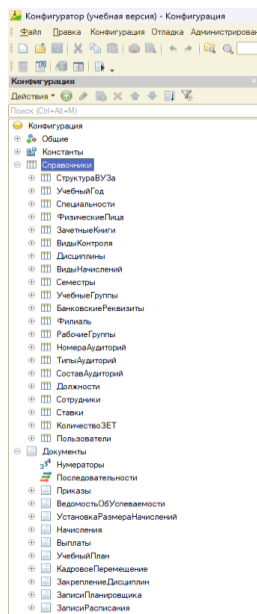 Конфигуратор (учебная версия) - Конфигурация
Файл Правка Конфигурация Отладка Администрирован
Конфигурация
Действия
Поиск (Ctrl+Alt+M)
Конфигурация
Общие
Константы
Справочники
СтруктураВУЗа
УчебныйГод
Специальности
ФизическиеЛица
ЗачетныеКниги
ВидыКонтроля
Дисциплины
ВидыНачислений
Семестры
УчебныеГруппы
БанковскиеРеквизиты
Филиалы
РабочиеГруппы
НомераАудиторий
ТипыАудиторий
СоставАудиторий
Должности
Сотрудники
Ставки
КоличествоЗЕТ
Пользователи
Документы
Нумераторы
Последовательности
Приказы
ВедомостьОбУспеваемости
УстановкаРазмераНачислений
Начисления
Выплаты
УчебныйПлан
КадровоеПеремещение
ЗакреплениеДисциплин
ЗаписиПланировщика
ЗаписиРасписания